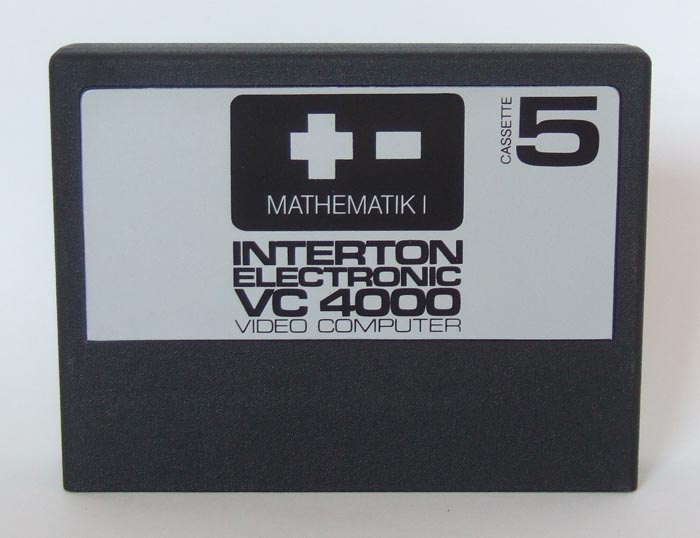 MATHEMATIK I
CASSETTE 5
INTERTON
ELECTRONIC
VC 4000
VIDEO COMPUTER